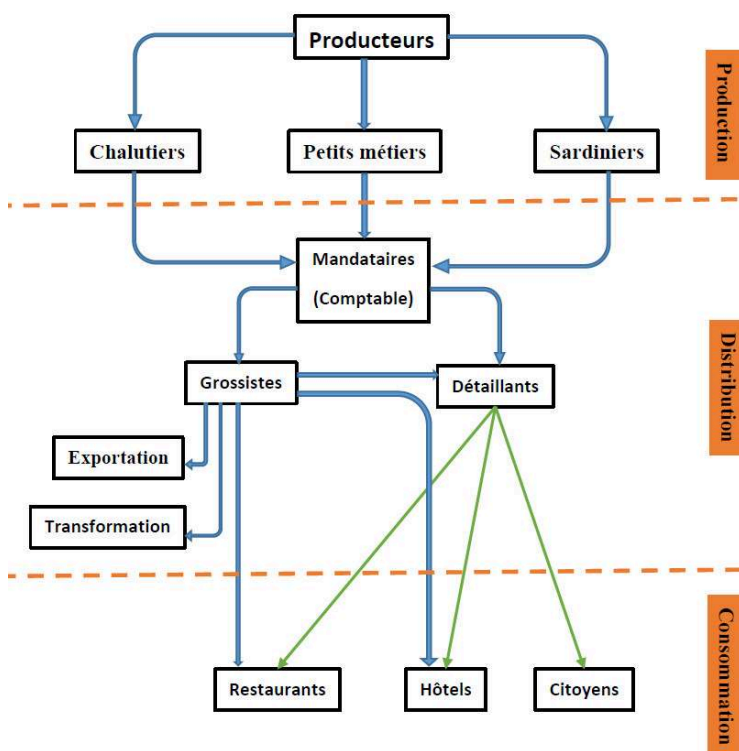 Producteurs
Production
Chalutiers
Petits métiers
Sardiniers
Mandataires
(Comptable)
Distribution
Grossistes
Détaillants
Exportation
Transformation
Consommation
Restaurants
Hôtels
Citoyens